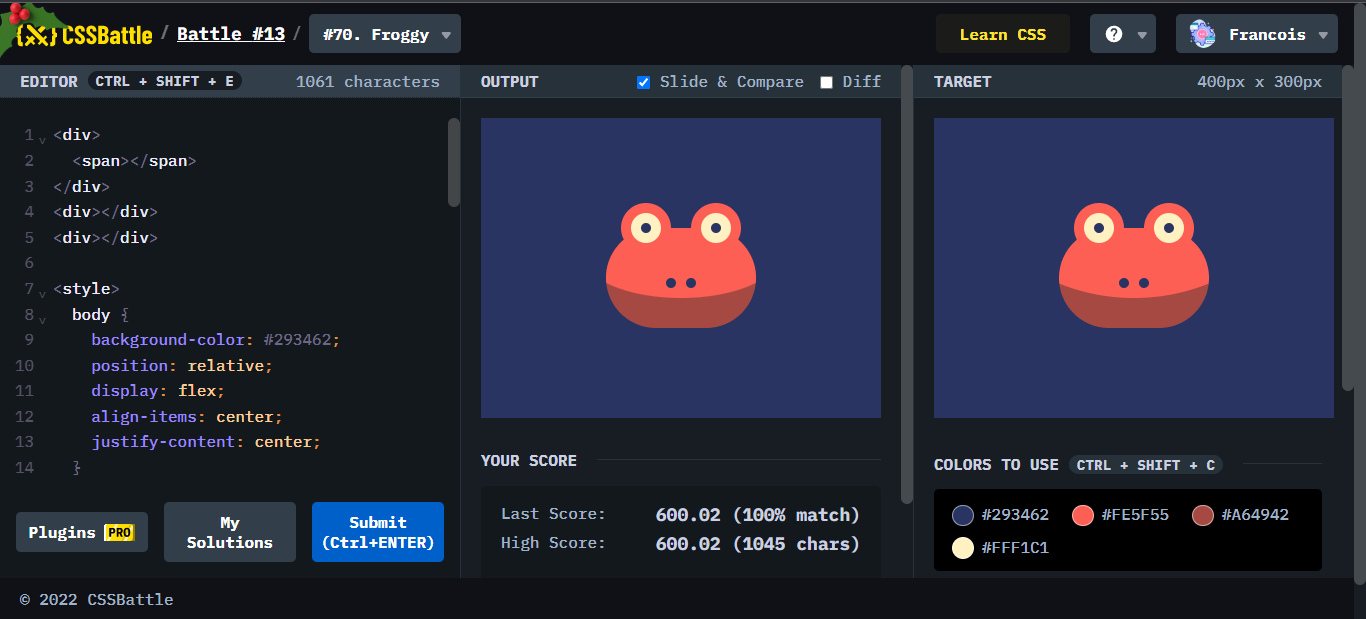 {X} CSSBattle / Battle #13 / #70. Froggy ▼ Learn CSS ? ▼ Francois ▼
EDITOR CTRL + SHIFT + E 1061 characters
1 <div>
2 <span></span>
3 </div>
4 <div></div>
5 <div></div>
6
7 <style>
8 body {
9 background-color: #293462;
10 position: relative;
11 display: flex;
12 align-items: center;
13 justify-content: center;
14 }
Plugins PRO
My
Solutions
Submit
(Ctrl+ENTER)
OUTPUT Slide & Compare Diff
YOUR SCORE
Last Score: 600.02 (100% match)
High Score: 600.02 (1045 chars)
TARGET 400px x 300px
COLORS TO USE CTRL + SHIFT + C
#293462 #FE5F55 #A64942
#FFF1C1
© 2022 CSSBattle